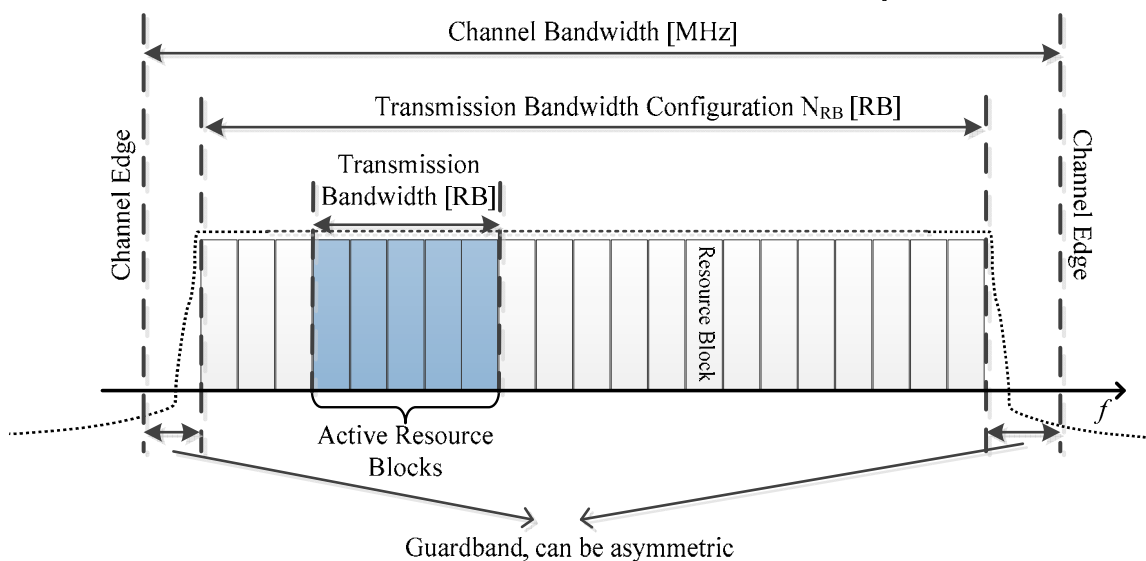 Channel Bandwidth [MHz]
Transmission Bandwidth Configuration NRB [RB]
Transmission
Bandwidth [RB]
Channel Edge
Channel Edge
Resource Block
f
Active Resource
Blocks
Guardband, can be asymmetric